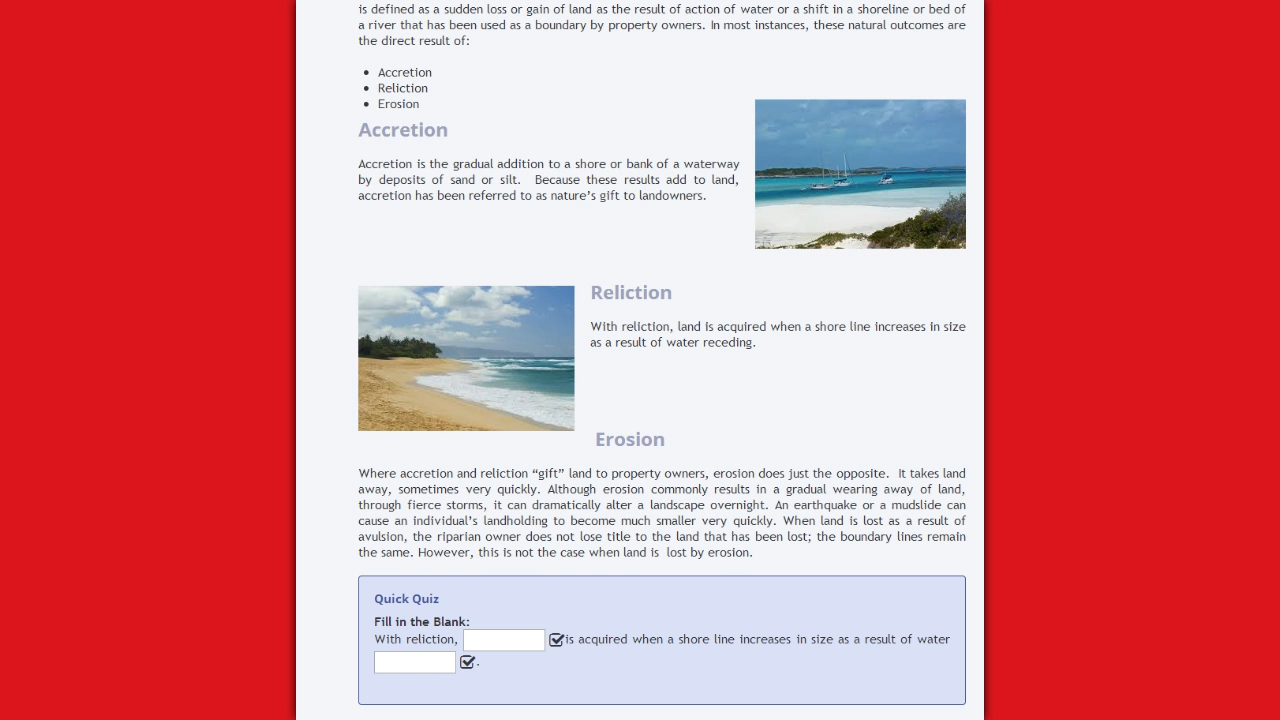 is defined as a sudden loss or gain of land as the result of action of water or a shift in a shoreline or bed of
a river that has been used as a boundary by property owners. In most instances, these natural outcomes are
the direct result of:
• Accretion
• Reliction
• Erosion
Accretion
Accretion is the gradual addition to a shore or bank of a waterway
by deposits of sand or silt. Because these results add to land,
accretion has been referred to as nature’s gift to landowners.
Reliction
With reliction, land is acquired when a shore line increases in size
as a result of water receding.
Erosion
Where accretion and reliction “gift” land to property owners, erosion does just the opposite. It takes land
away, sometimes very quickly. Although erosion commonly results in a gradual wearing away of land,
through fierce storms, it can dramatically alter a landscape overnight. An earthquake or a mudslide can
cause an individual’s landholding to become much smaller very quickly. When land is lost as a result of
avulsion, the riparian owner does not lose title to the land that has been lost; the boundary lines remain
the same. However, this is not the case when land is lost by erosion.
Quick Quiz
Fill in the Blank:
With reliction, is acquired when a shore line increases in size as a result of water
.